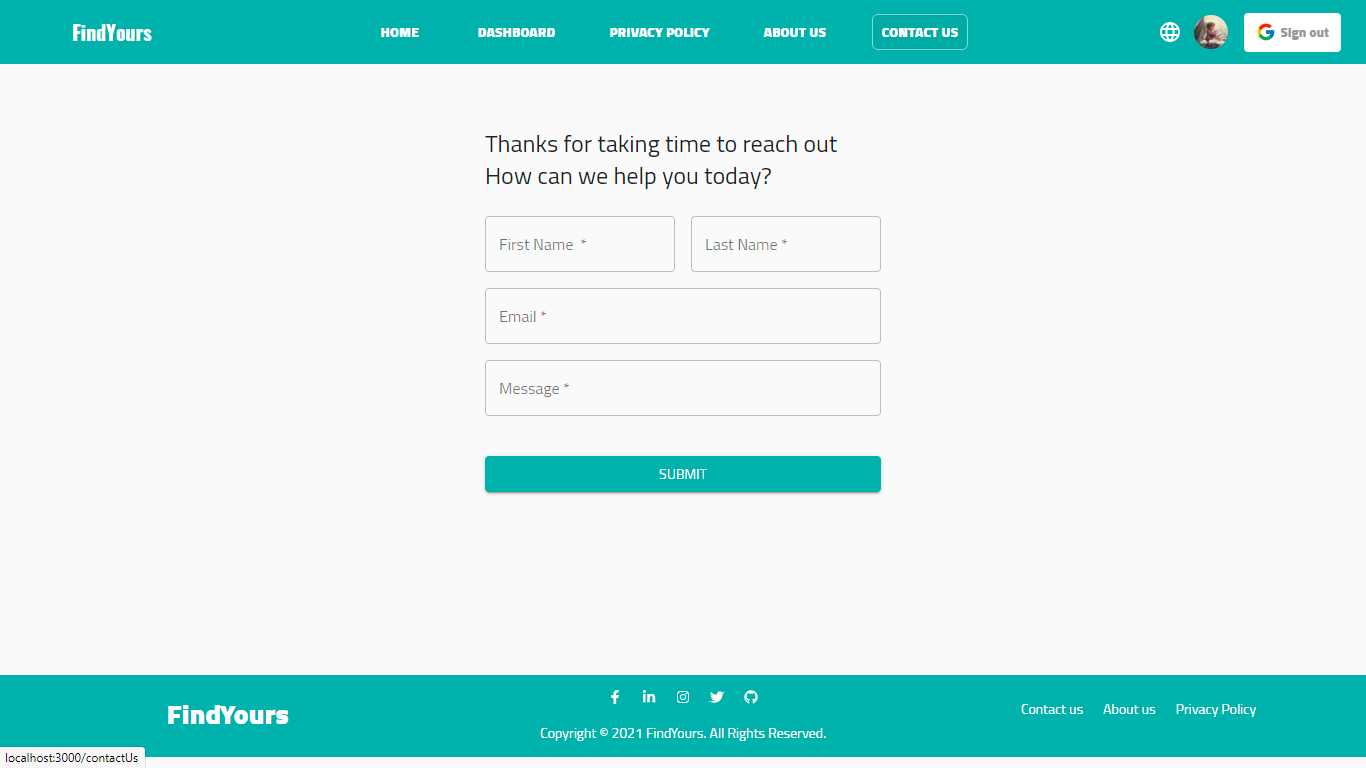 FindYours
HOME
DASHBOARD
PRIVACY POLICY
ABOUT US
CONTACT US
Sign out
Thanks for taking time to reach out
How can we help you today?
First Name *
Last Name *
Email *
Message *
SUBMIT
FindYours
Copyright © 2021 FindYours. All Rights Reserved.
Contact us
About us
Privacy Policy
localhost:3000/contactUs